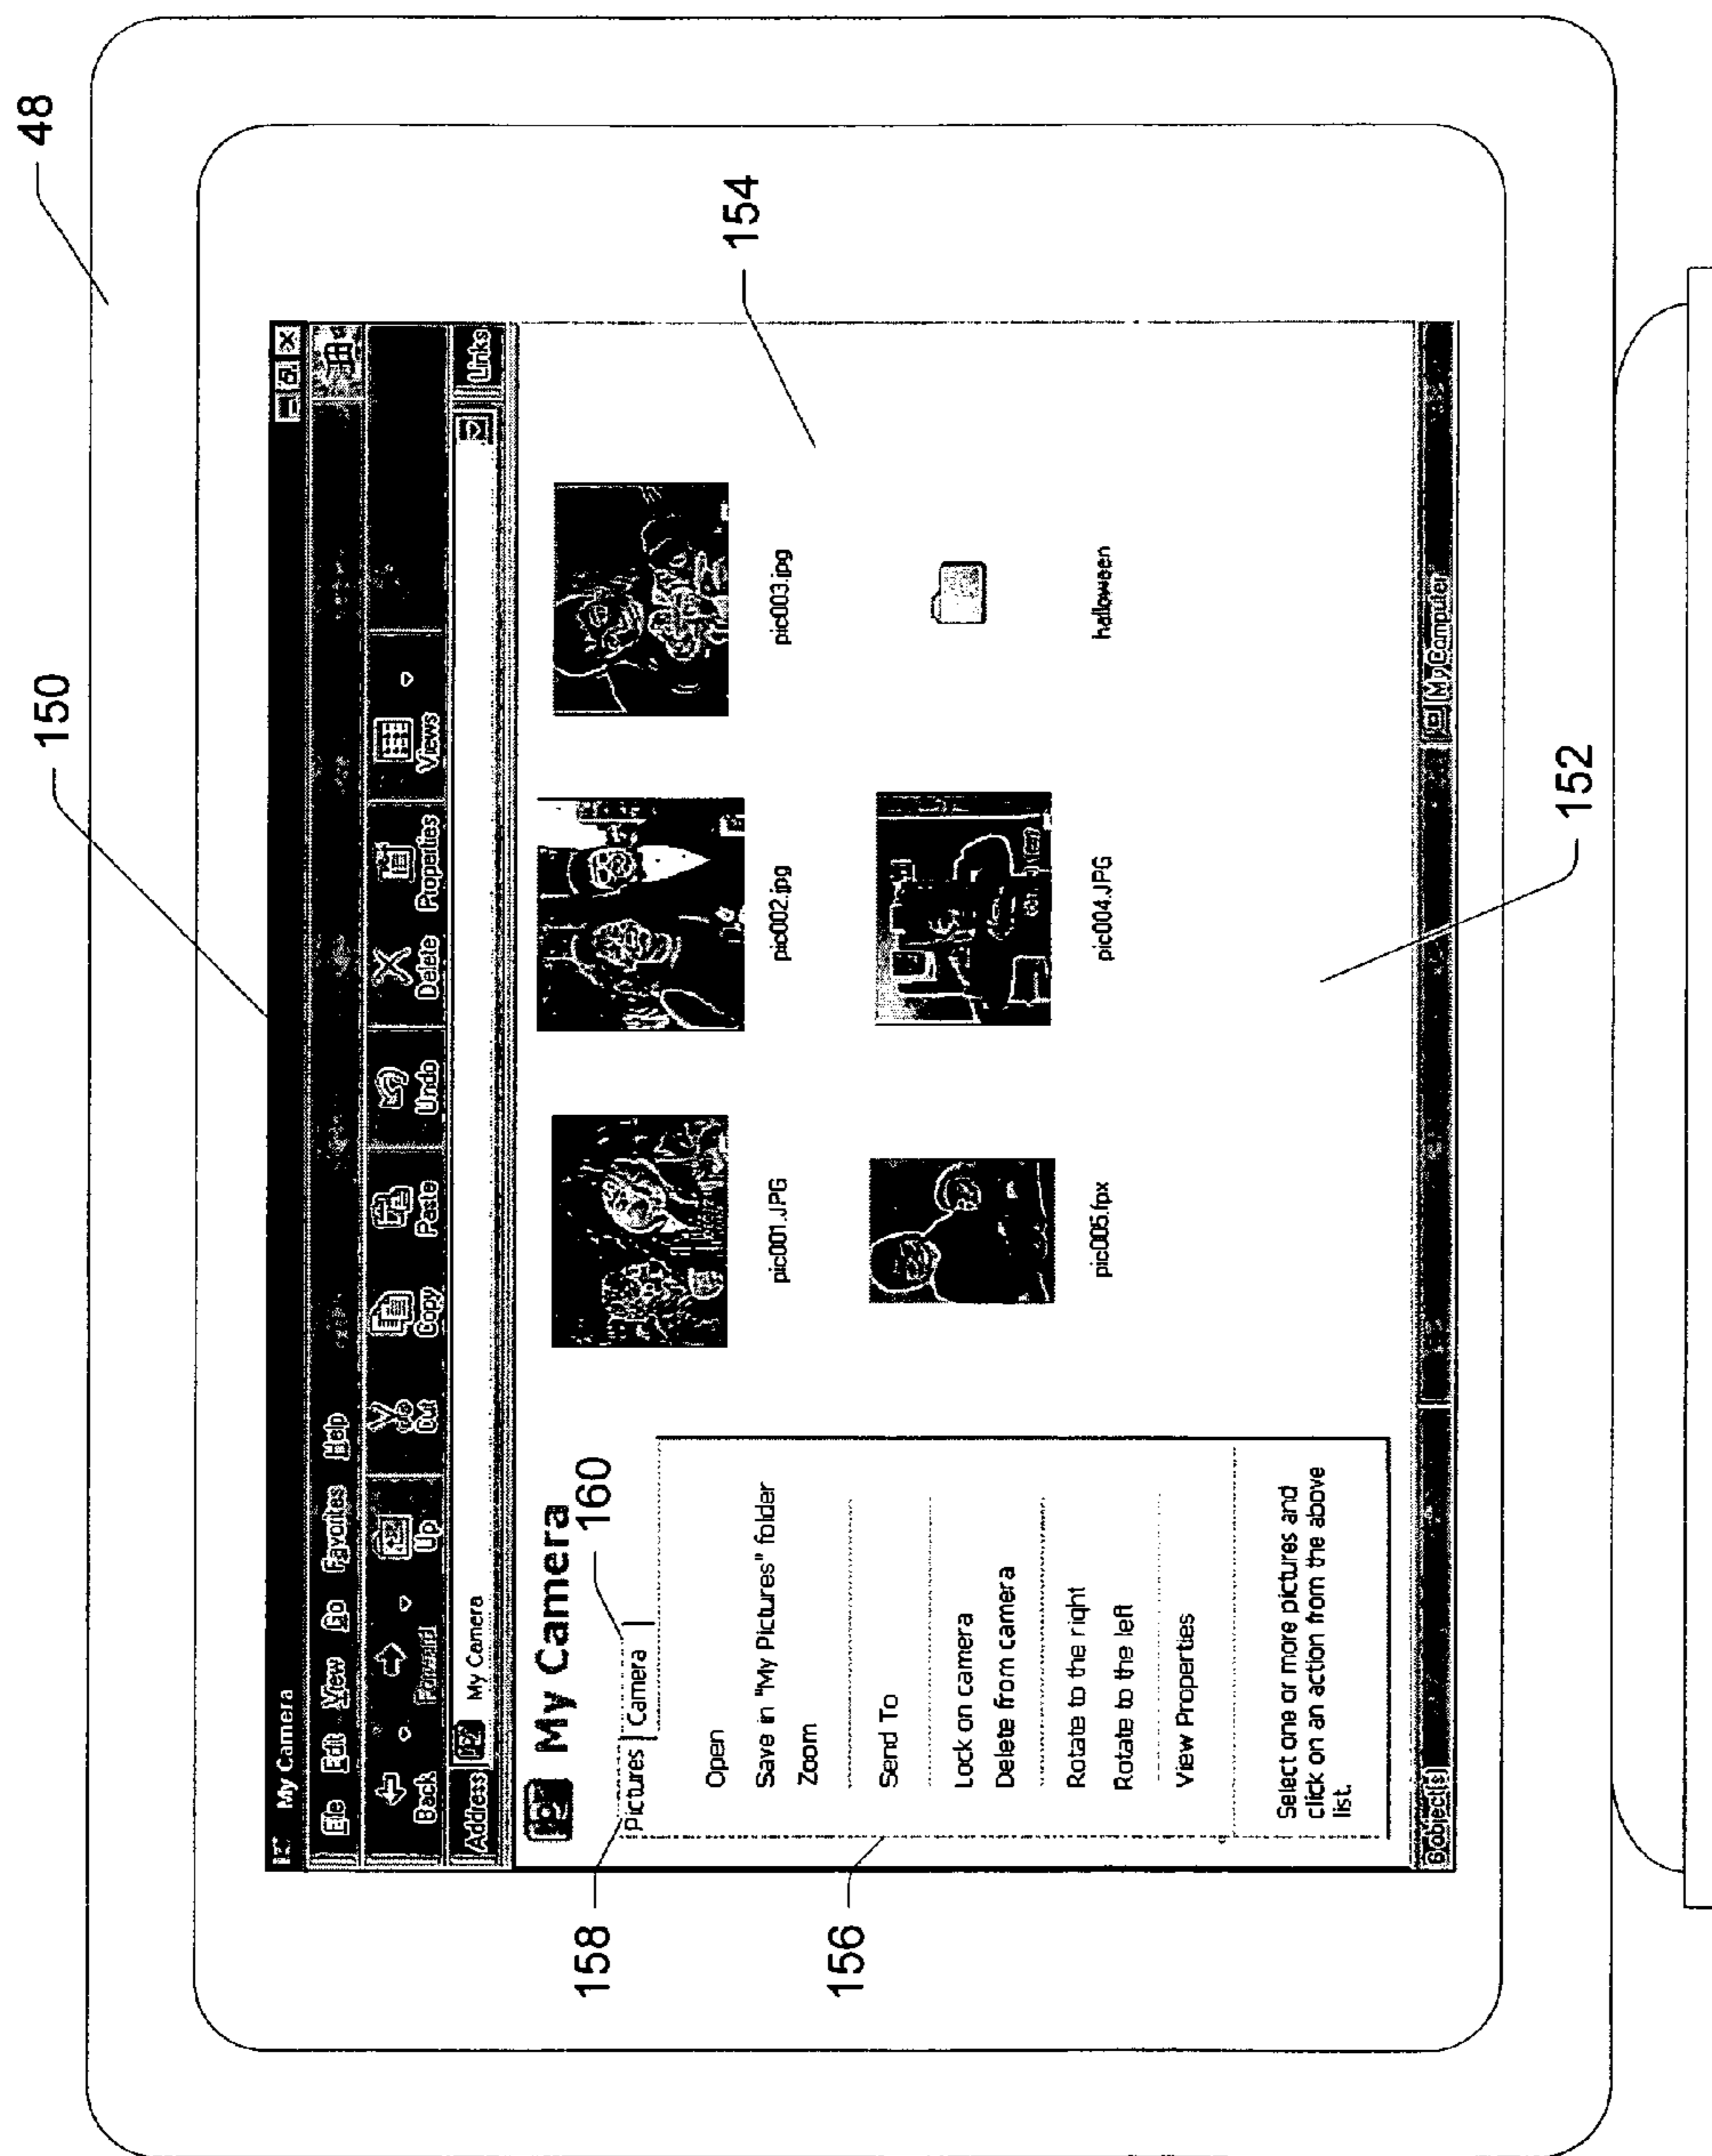 48
150
My Camera
File Edit View Go Favorites Help
Back Forward Up Cut Copy Paste Undo Delete Properties Views
Address My Camera Links
My Camera
158
160
Pictures Camera
156
Open
Save in "My Pictures" folder
Zoom
Send To
Lock on camera
Delete from camera
Rotate to the right
Rotate to the left
View Properties
Select one or more pictures and
click on an action from the above
list.
154
pic001.JPG pic002.jpg pic003.jpg
pic005.fpx pic004.JPG halloween
6 object(s) My Computer
152